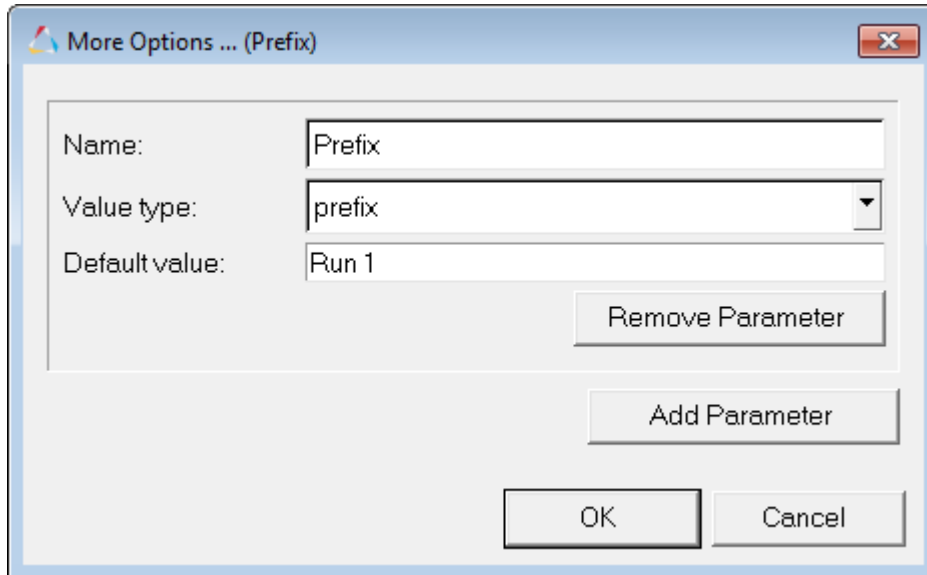 More Options ... (Prefix)
Name: Prefix
Value type: prefix
Default value: Run 1
Remove Parameter
Add Parameter
OK Cancel